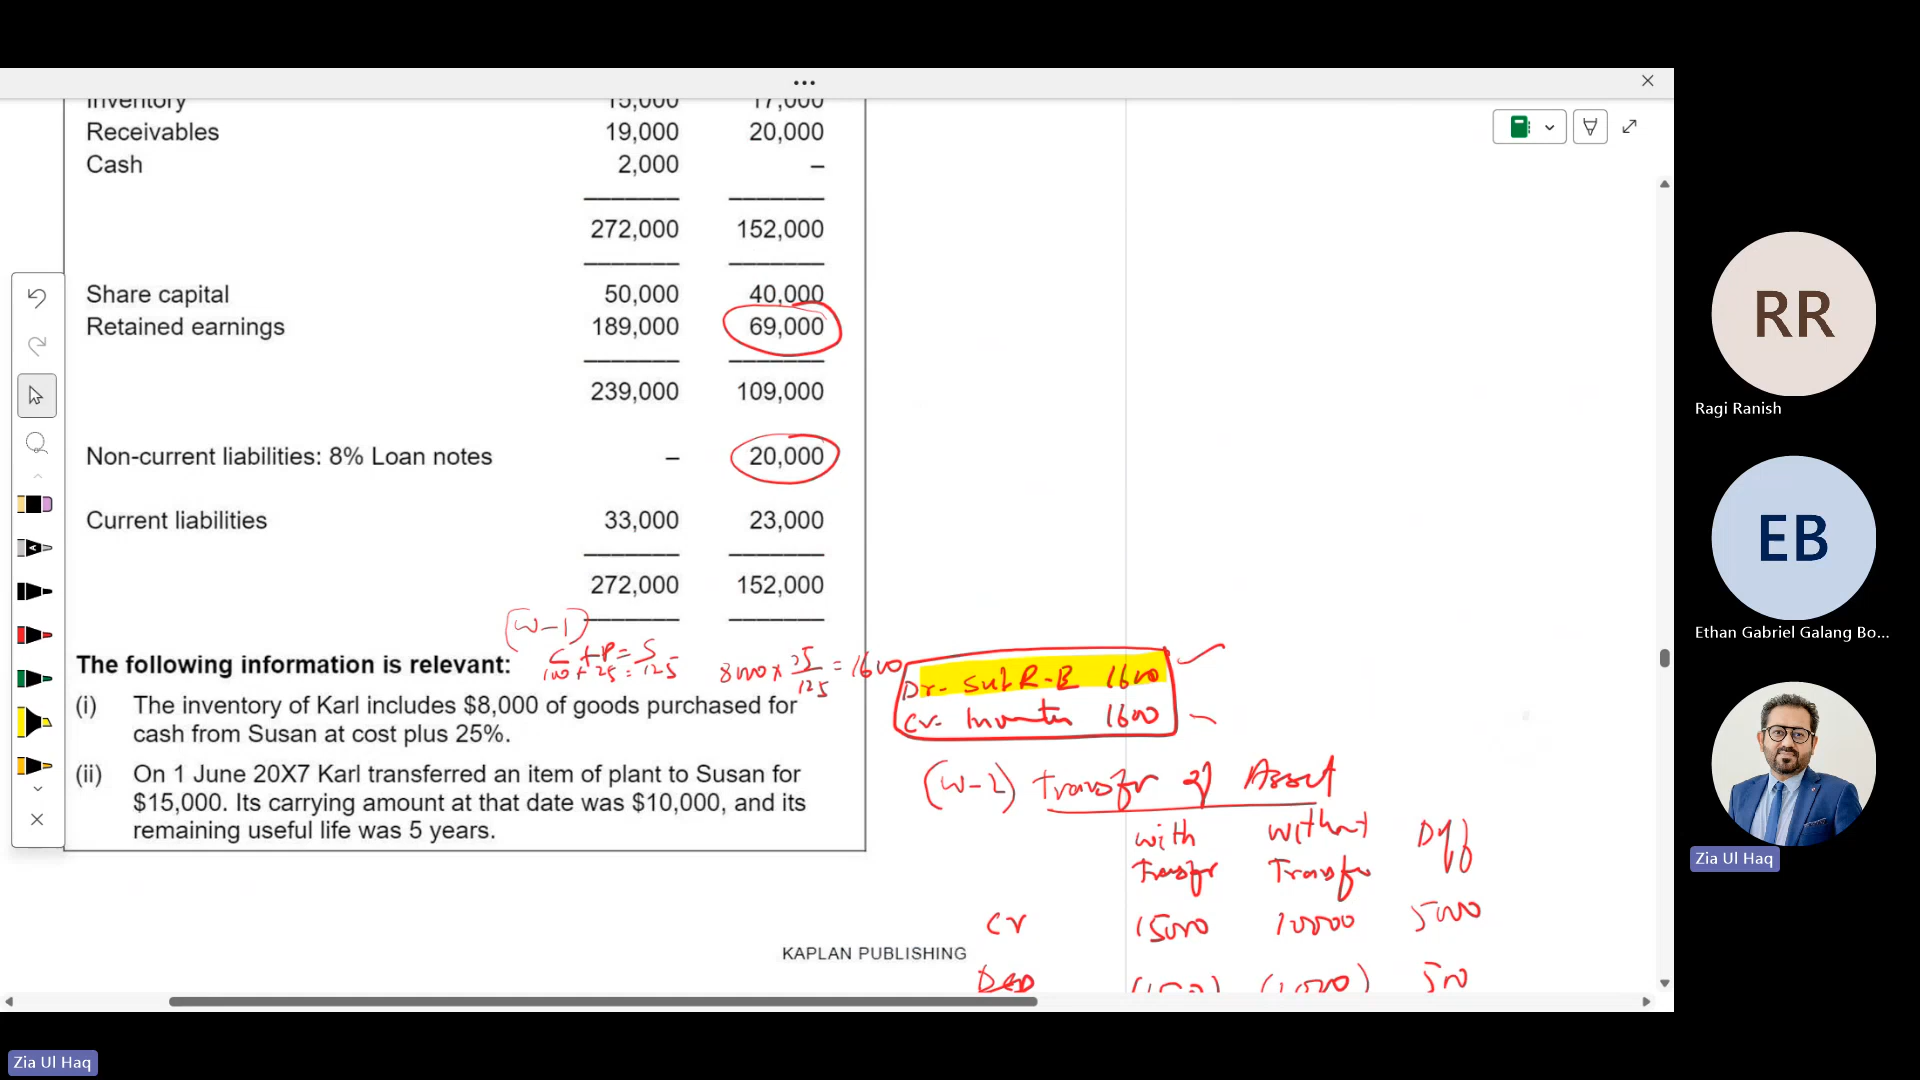 Inventory 15,000 17,000
Receivables 19,000 20,000
Cash 2,000 –
272,000 152,000
Share capital 50,000 40,000
Retained earnings 189,000 69,000
239,000 109,000
Non-current liabilities: 8% Loan notes – 20,000
Current liabilities 33,000 23,000
272,000 152,000
(W-1)
C + P = S
100 + 25 = 125
8000 x 25/125 = 1600
Dr- Sub R-E 1600
Cr- Inventory 1600
The following information is relevant:
(i) The inventory of Karl includes $8,000 of goods purchased for
cash from Susan at cost plus 25%.
(ii) On 1 June 20X7 Karl transferred an item of plant to Susan for
$15,000. Its carrying amount at that date was $10,000, and its
remaining useful life was 5 years.
(W-2) Transfer of Asset
with Transfer
without Transfer
Diff
CV 15000 10000 5000
Dep (1500) (1000) 500
KAPLAN PUBLISHING
RR
Ragi Ranish
EB
Ethan Gabriel Galang Bo...
Zia Ul Haq
Zia Ul Haq